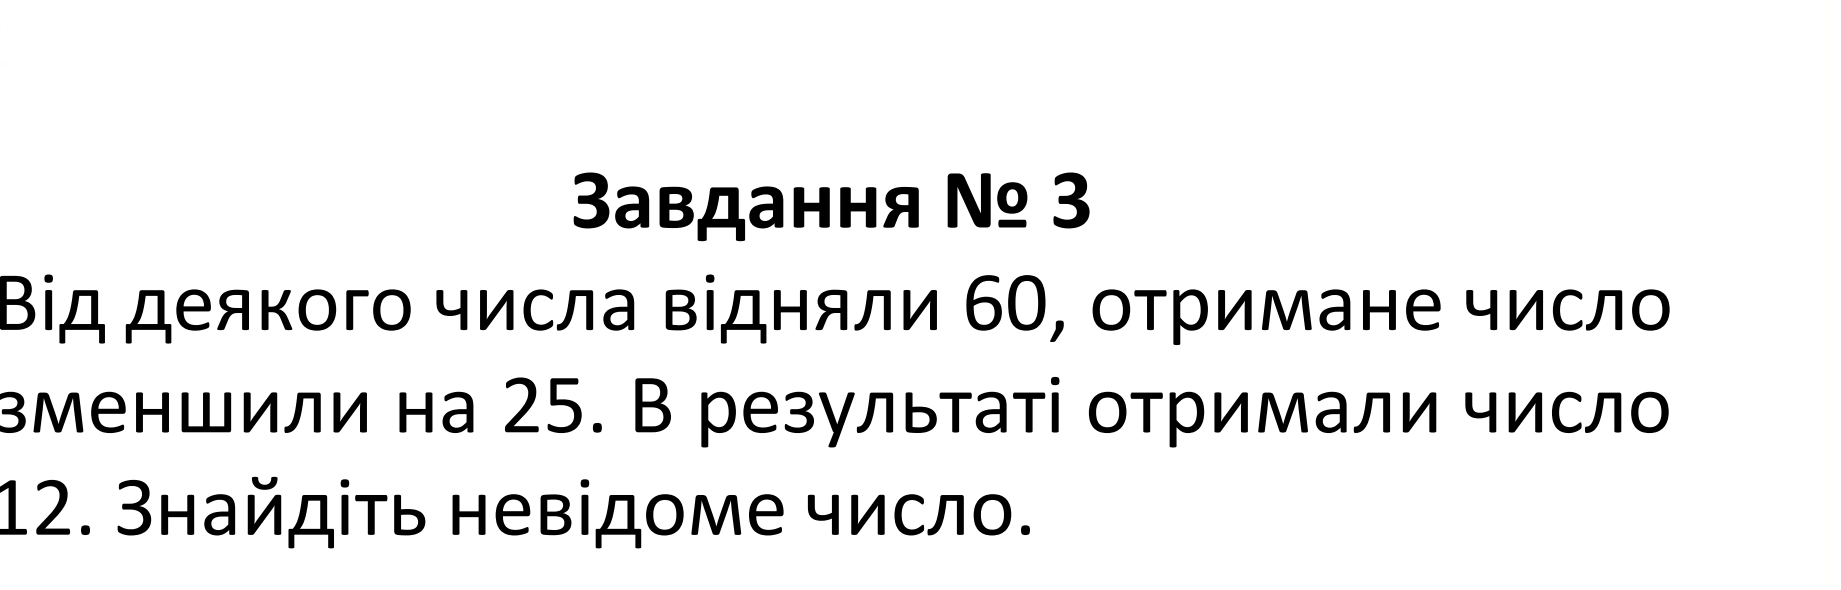 Завдання № 3
Від деякого числа відняли 60, отримане число
зменшили на 25. В результаті отримали число
12. Знайдіть невідоме число.